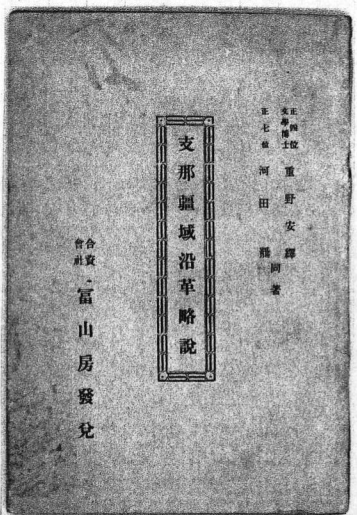 正四位
文學博士
重野安繹
正七位
河田羆
同著
支那疆域沿革略說
合資
會社
冨山房發兌